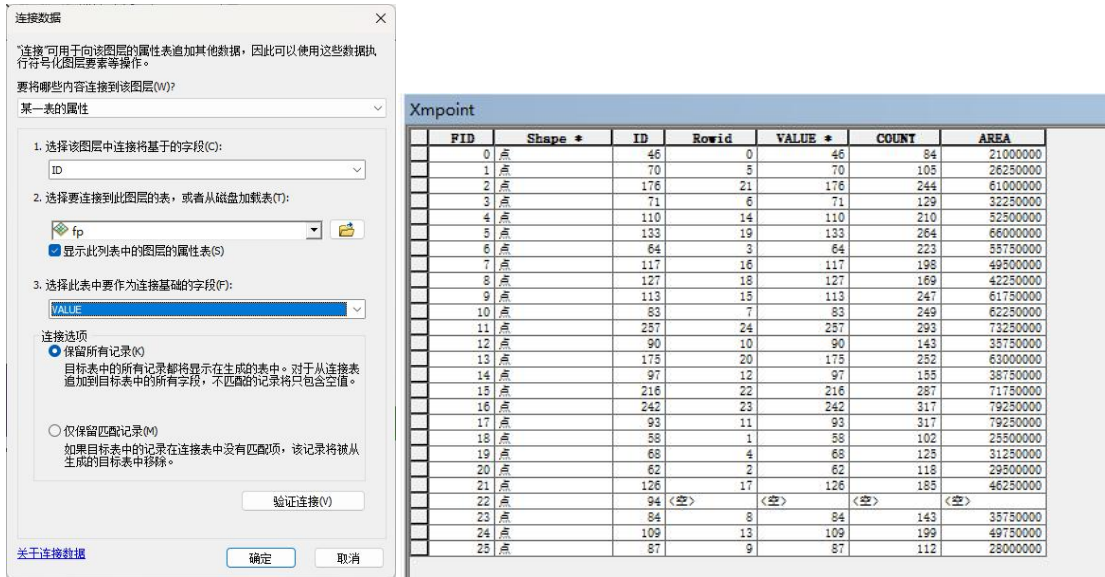 连接数据
“连接”可用于向该图层的属性表追加其他数据，因此可以使用这些数据执
行符号化图层要素等操作。
要将哪些内容连接到该图层(W)?
某一表的属性
1. 选择该图层中连接将基于的字段(C):
ID
2. 选择要连接到此图层的表，或者从磁盘加载表(T):
fp
显示此列表中的图层的属性表(S)
3. 选择此表中要作为连接基础的字段(F):
VALUE
连接选项
保留所有记录(K)
目标表中的所有记录都将显示在生成的表中。对于从连接表
追加到目标表中的所有字段，不匹配的记录将只包含空值。
仅保留匹配记录(M)
如果目标表中的记录在连接表中没有匹配项，该记录将被从
生成的目标表中移除。
验证连接(V)
关于连接数据
确定 取消
Xmpoint
FID Shape * ID Rowid VALUE * COUNT AREA
0 点 46 0 46 84 21000000
1 点 70 5 70 105 26250000
2 点 176 21 176 244 61000000
3 点 71 6 71 129 32250000
4 点 110 14 110 210 52500000
5 点 133 19 133 264 66000000
6 点 64 3 64 223 55750000
7 点 117 16 117 198 49500000
8 点 127 18 127 169 42250000
9 点 113 15 113 247 61750000
10 点 83 7 83 249 62250000
11 点 257 24 257 293 73250000
12 点 90 10 90 143 35750000
13 点 175 20 175 252 63000000
14 点 97 12 97 155 38750000
15 点 216 22 216 287 71750000
16 点 242 23 242 317 79250000
17 点 93 11 93 317 79250000
18 点 58 1 58 102 25500000
19 点 68 4 68 125 31250000
20 点 62 2 62 118 29500000
21 点 126 17 126 185 46250000
22 点 94 <空> <空> <空> <空>
23 点 84 8 84 143 35750000
24 点 109 13 109 199 49750000
25 点 87 9 87 112 28000000